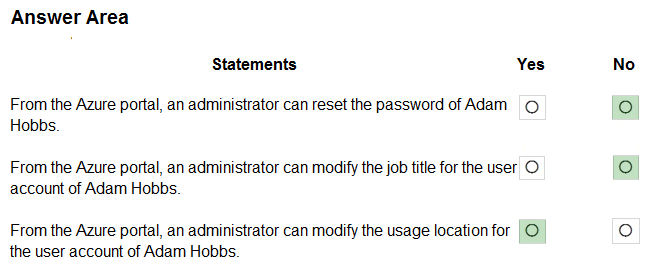 Answer Area
Statements Yes No
From the Azure portal, an administrator can reset the password of Adam
Hobbs.
From the Azure portal, an administrator can modify the job title for the user
account of Adam Hobbs.
From the Azure portal, an administrator can modify the usage location for
the user account of Adam Hobbs.